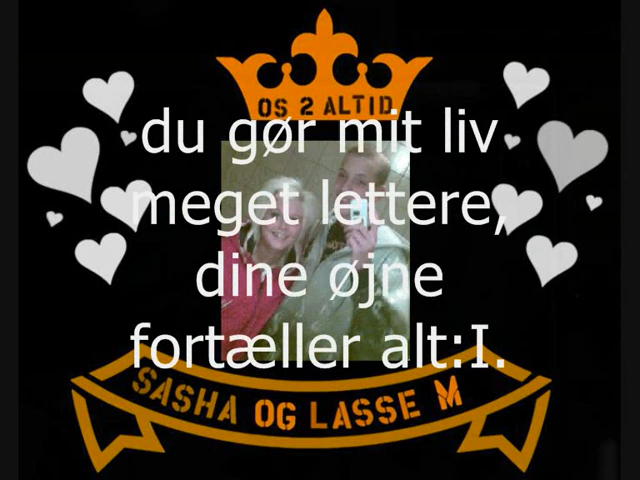 OS 2 ALTID
du gør mit liv
meget lettere,
dine øjne
fortæller alt:I.
SASHA OG LASSE M